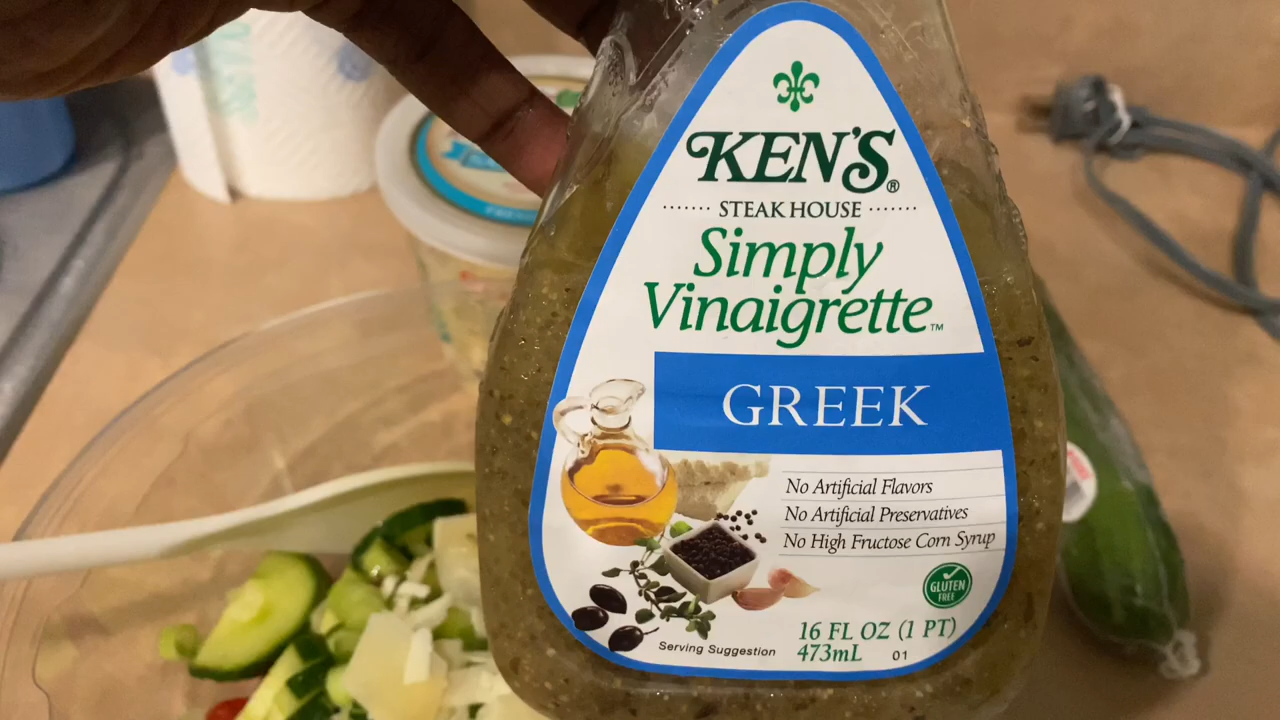 KEN'S®
STEAK HOUSE
Simply
Vinaigrette™
GREEK
No Artificial Flavors
No Artificial Preservatives
No High Fructose Corn Syrup
GLUTEN
FREE
16 FL OZ (1 PT)
473mL 01
Serving Suggestion